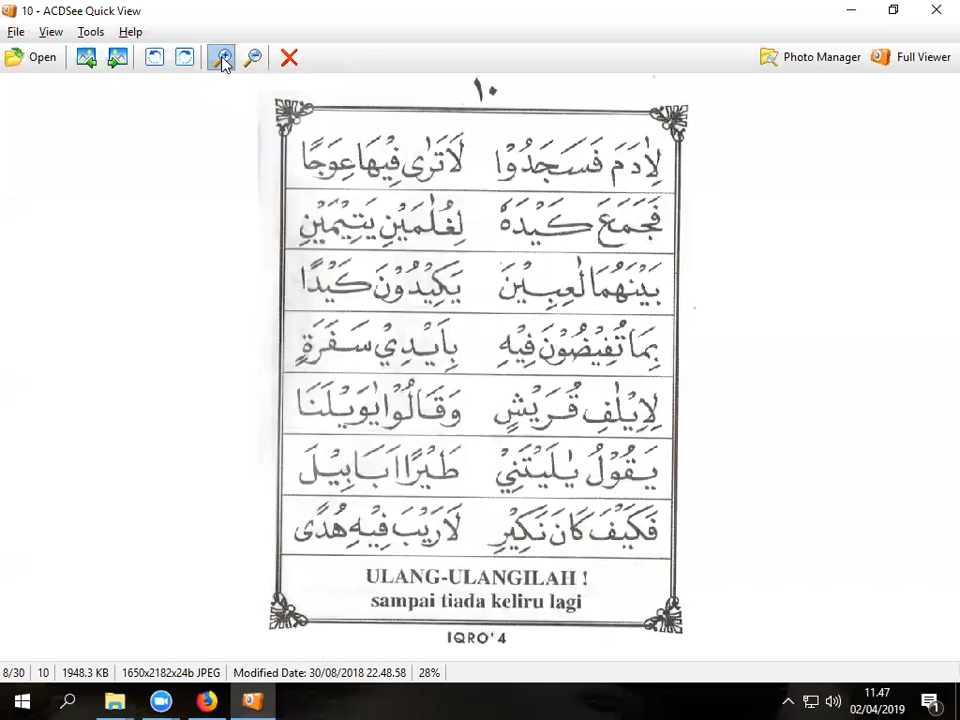 10 - ACDSee Quick View
File View Tools Help
Open Photo Manager Full Viewer
١٠
لِاٰدَمَ فَسَجَدُوْا لَاتَرٰى فِيْهَاعِوَجًا
فَجَمَعَ كَيْدَهٗ لِغُلٰمَيْنِ يَتِيْمَيْنِ
بَيْنَهُمَا لٰعِبِيْنَ يَكِيْدُوْنَ كَيْدًا
بِمَا تُفِيْضُوْنَ فِيْهِ بِاَيْدِيْ سَفَرَةٍ
لِاِيْلٰفِ قُرَيْشٍ وَقَالُوْا يٰوَيْلَنَا
يَقُوْلُ يٰلَيْتَنِيْ طَيْرًا اَبَابِيْلَ
فَكَيْفَ كَانَ نَكِيْرِ لَارَيْبَ فِيْهِ هُدًى
ULANG-ULANGILAH !
sampai tiada keliru lagi
IQRO' 4
8/30 10 1948.3 KB 1650x2182x24b JPEG Modified Date: 30/08/2018 22.48.58 28%
11.47
02/04/2019
1